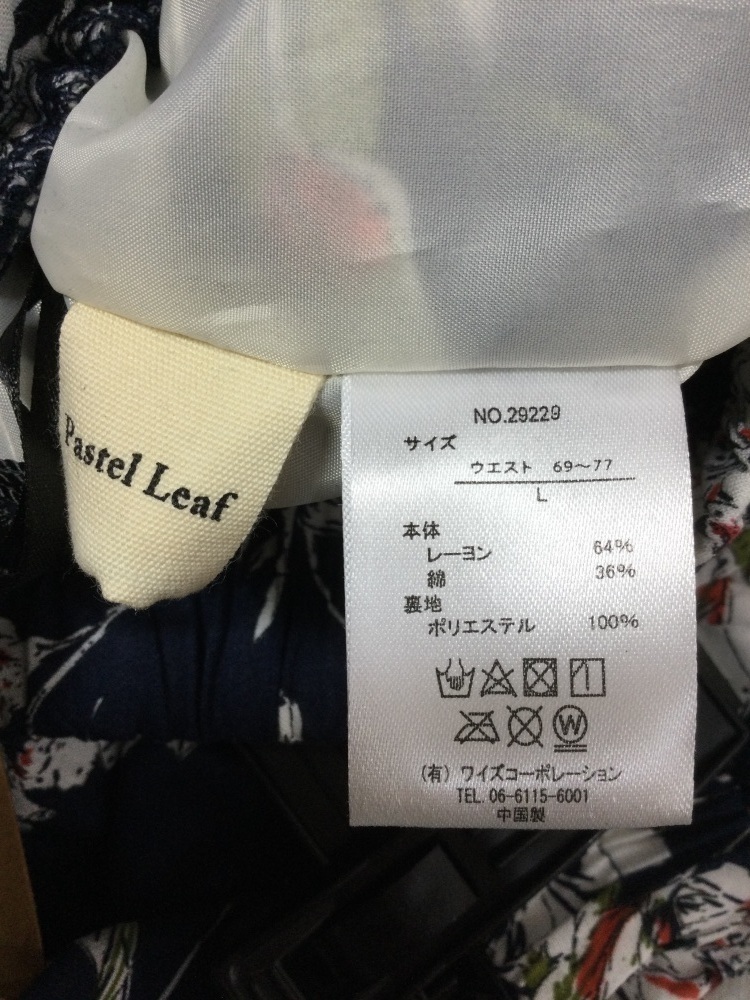 Pastel Leaf
NO.29229
サイズ
ウエスト 69～77
L
本体
レーヨン 64%
綿 36%
裏地
ポリエステル 100%
W
(有) ワイズコーポレーション
TEL. 06-6115-6001
中国製